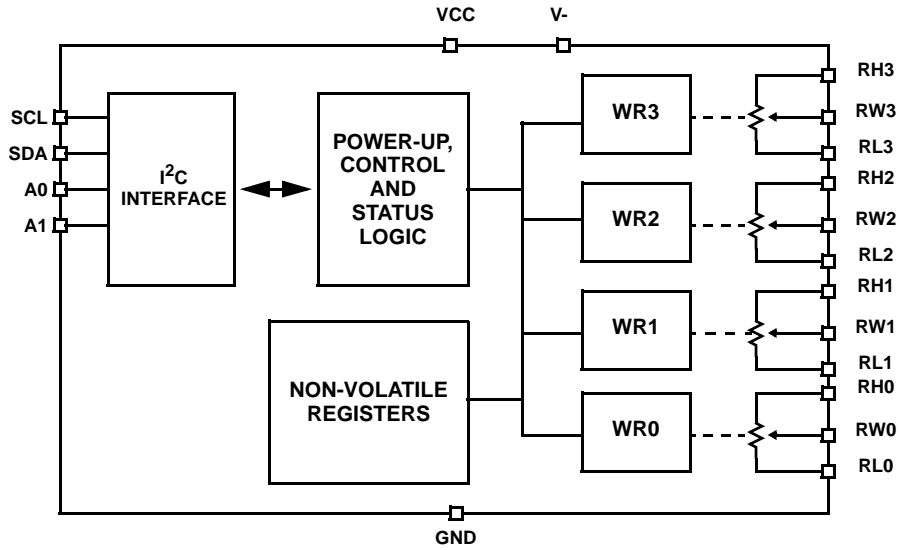 VCC
V-
SCL
SDA
A0
A1
I²C
INTERFACE
POWER-UP,
CONTROL
AND
STATUS
LOGIC
NON-VOLATILE
REGISTERS
WR3
WR2
WR1
WR0
RH3
RW3
RL3
RH2
RW2
RL2
RH1
RW1
RL1
RH0
RW0
RL0
GND